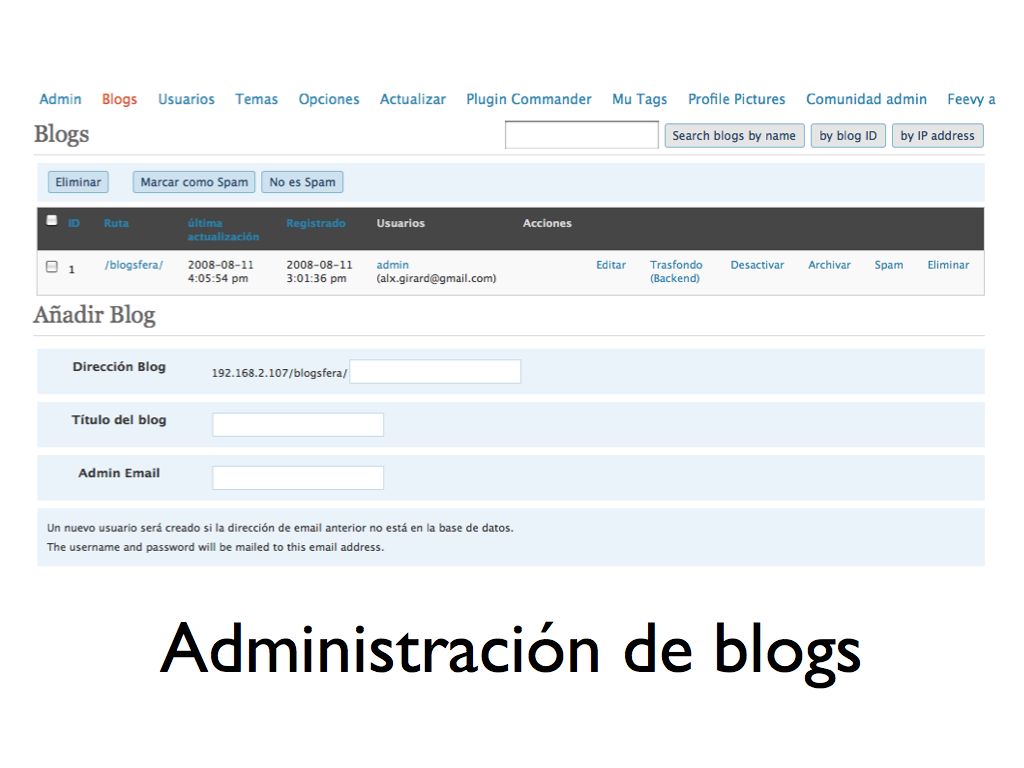 Admin Blogs Usuarios Temas Opciones Actualizar Plugin Commander Mu Tags Profile Pictures Comunidad admin Feevy a
Blogs Search blogs by name by blog ID by IP address
Eliminar Marcar como Spam No es Spam
ID Ruta última actualización Registrado Usuarios Acciones
1 /blogsfera/ 2008-08-11 4:05:54 pm 2008-08-11 3:01:36 pm admin (alx.girard@gmail.com) Editar Trasfondo (Backend) Desactivar Archivar Spam Eliminar
Añadir Blog
Dirección Blog 192.168.2.107/blogsfera/
Título del blog
Admin Email
Un nuevo usuario será creado si la dirección de email anterior no está en la base de datos.
The username and password will be mailed to this email address.
Administración de blogs